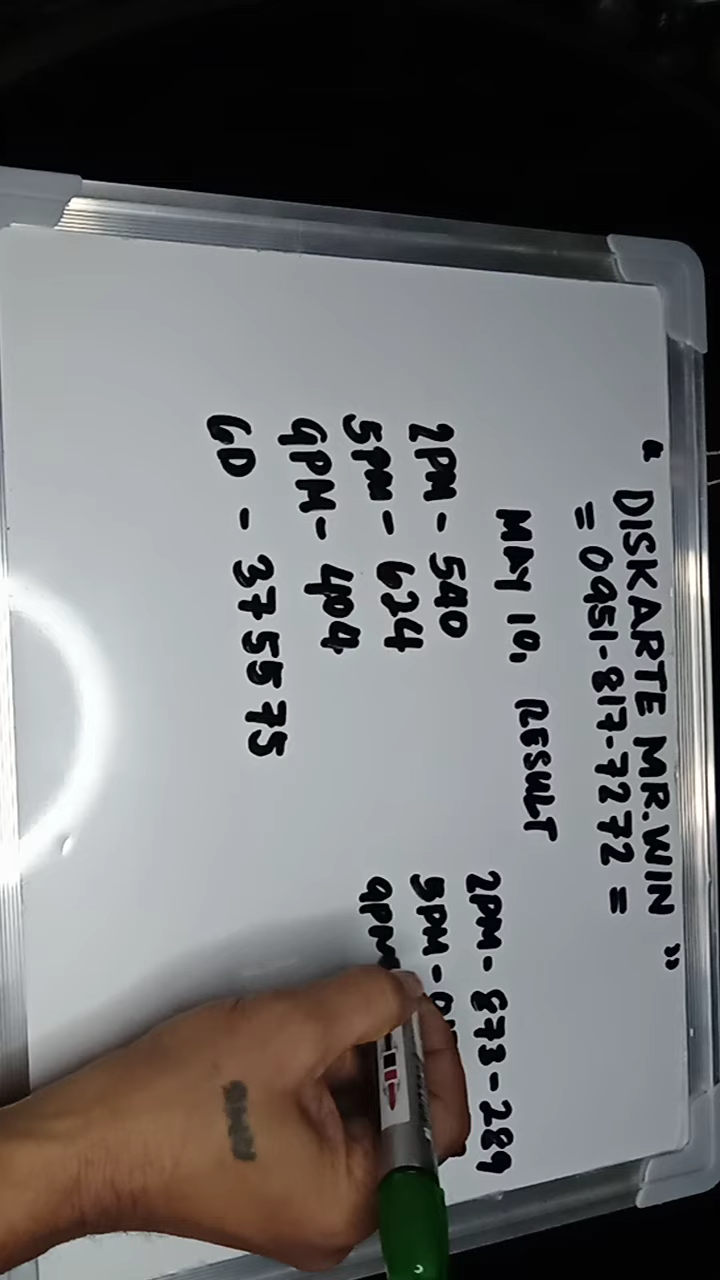 " DISKARTE MR. WIN "
= 0951-817-7272 =
MAY 10, RESULT
2PM - 540
5PM - 624
9PM - 404
6D - 375575
2PM - 873 - 289
5PM -
9PM